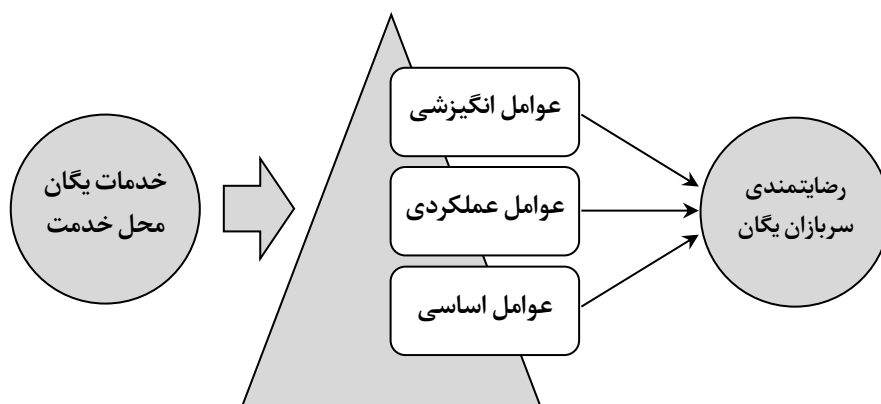 خدمات یگان
محل خدمت
عوامل انگیزشی
عوامل عملکردی
عوامل اساسی
رضایتمندی
سربازان یگان